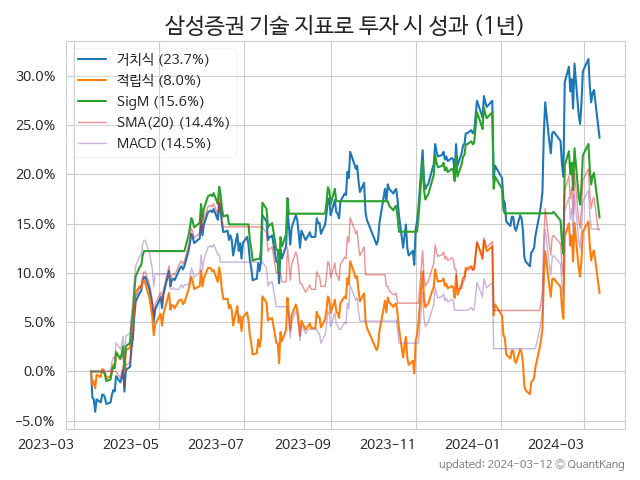 삼성증권 기술 지표로 투자 시 성과 (1년)
거치식 (23.7%)
적립식 (8.0%)
SigM (15.6%)
SMA(20) (14.4%)
MACD (14.5%)
30.0%
25.0%
20.0%
15.0%
10.0%
5.0%
0.0%
−5.0%
2023-03 2023-05 2023-07 2023-09 2023-11 2024-01 2024-03
updated: 2024-03-12 © QuantKang